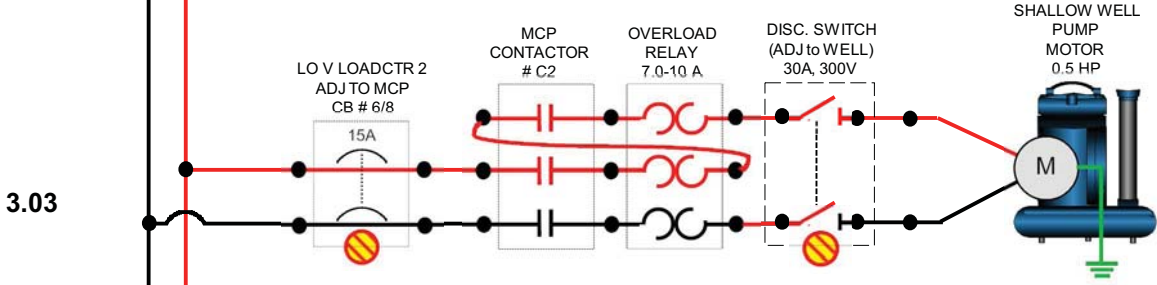 SHALLOW WELL
PUMP
MOTOR
0.5 HP
MCP
CONTACTOR
# C2
OVERLOAD
RELAY
7.0-10 A
DISC. SWITCH
(ADJ to WELL)
30A, 300V
LO V LOADCTR 2
ADJ TO MCP
CB # 6/8
15A
M
3.03